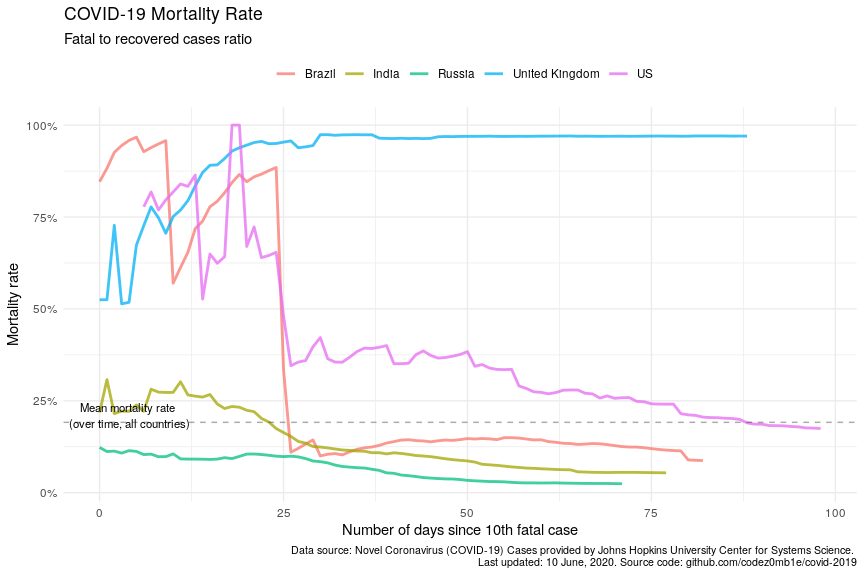 COVID-19 Mortality Rate
Fatal to recovered cases ratio
Brazil India Russia United Kingdom US
100%
75%
50%
25%
0%
Mortality rate
Mean mortality rate
(over time, all countries)
0 25 50 75 100
Number of days since 10th fatal case
Data source: Novel Coronavirus (COVID-19) Cases provided by Johns Hopkins University Center for Systems Science.
Last updated: 10 June, 2020. Source code: github.com/codez0mb1e/covid-2019